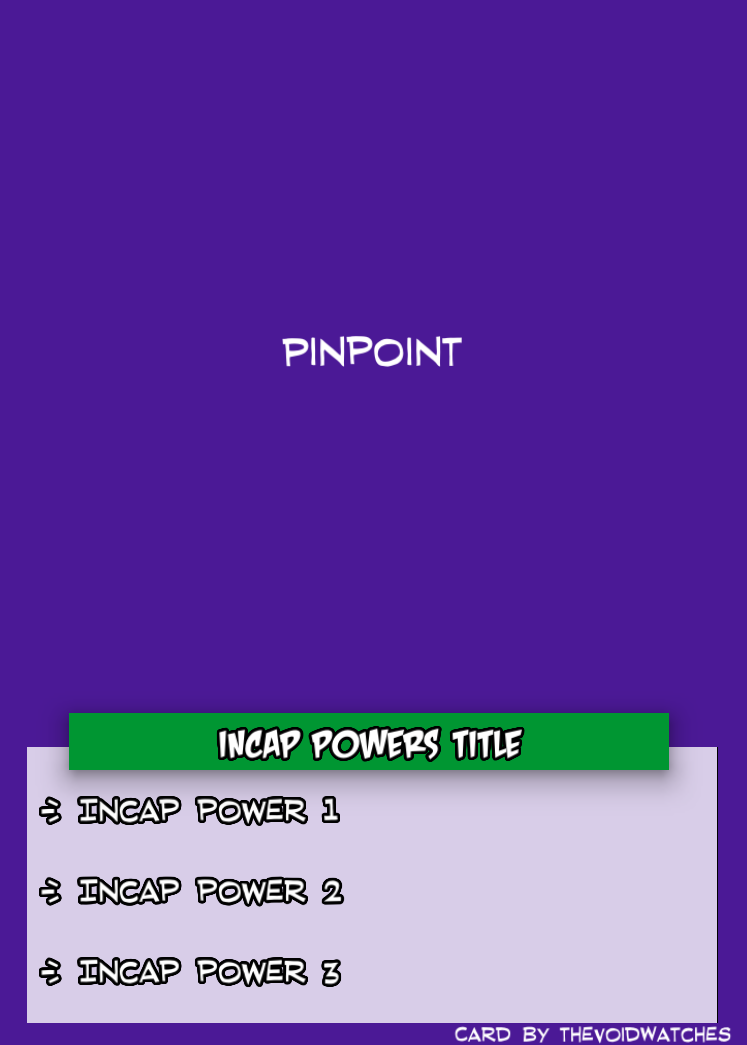 PINPOINT
INCAP POWERS TITLE
INCAP POWER 1
INCAP POWER 2
INCAP POWER 3
CARD BY THEVOIDWATCHES